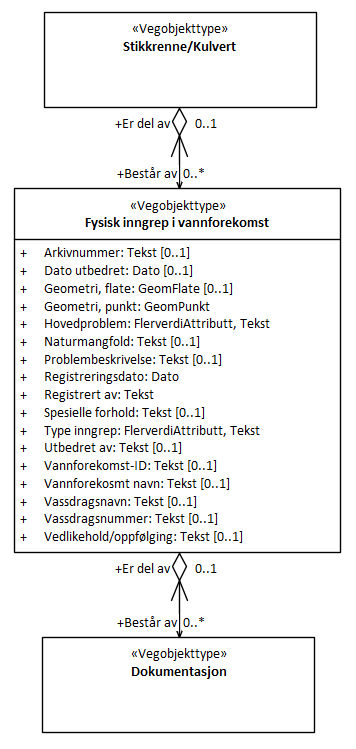 «Vegobjekttype»
Stikkrenne/Kulvert
+Er del av 0..1
+Består av 0..*
«Vegobjekttype»
Fysisk inngrep i vannforekomst
+ Arkivnummer: Tekst [0..1]
+ Dato utbedret: Dato [0..1]
+ Geometri, flate: GeomFlate [0..1]
+ Geometri, punkt: GeomPunkt
+ Hovedproblem: FlerverdiAttributt, Tekst
+ Naturmangfold: Tekst [0..1]
+ Problembeskrivelse: Tekst [0..1]
+ Registreringsdato: Dato
+ Registrert av: Tekst
+ Spesielle forhold: Tekst [0..1]
+ Type inngrep: FlerverdiAttributt, Tekst
+ Utbedret av: Tekst [0..1]
+ Vannforekomst-ID: Tekst [0..1]
+ Vannforekosmt navn: Tekst [0..1]
+ Vassdragsnavn: Tekst [0..1]
+ Vassdragsnummer: Tekst [0..1]
+ Vedlikehold/oppfølging: Tekst [0..1]
+Er del av 0..1
+Består av 0..*
«Vegobjekttype»
Dokumentasjon